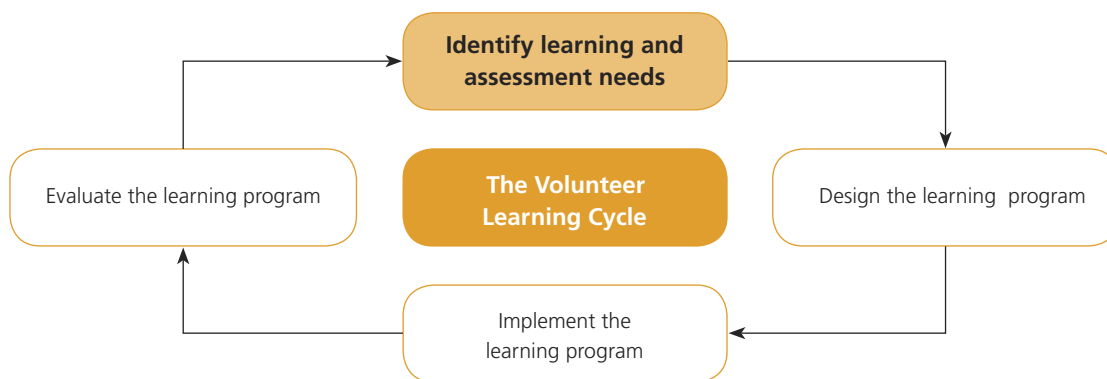 Identify learning and
assessment needs
Evaluate the learning program
The Volunteer
Learning Cycle
Design the learning  program
Implement the
learning program